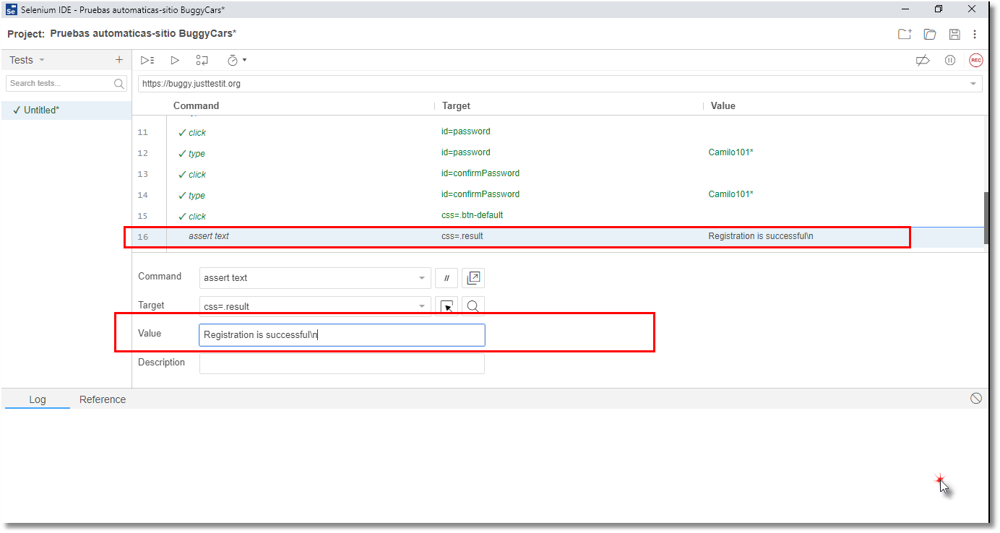 Se Selenium IDE - Pruebas automaticas-sitio BuggyCars*
Project: Pruebas automaticas-sitio BuggyCars*
Tests +
Search tests...
✓ Untitled*
REC
https://buggy.justtestit.org
Command Target Value
11 ✓ click id=password
12 ✓ type id=password Camilo101*
13 ✓ click id=confirmPassword
14 ✓ type id=confirmPassword Camilo101*
15 ✓ click css=.btn-default
16 assert text css=.result Registration is successful\n
Command assert text //
Target css=.result
Value Registration is successful\n
Description
Log Reference